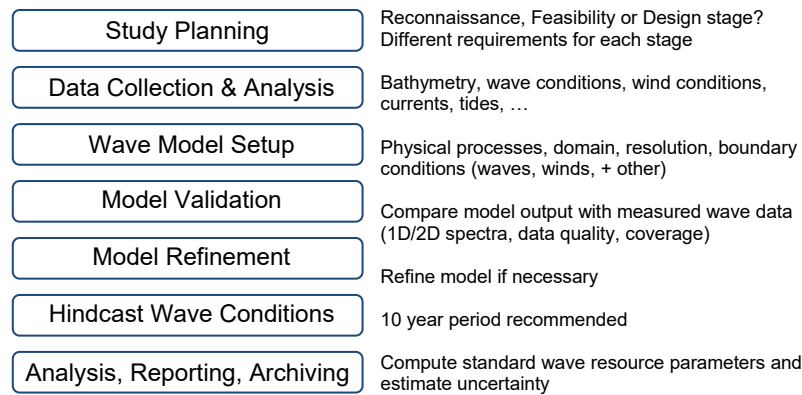 Study Planning
Reconnaissance, Feasibility or Design stage?
Different requirements for each stage
Data Collection & Analysis
Bathymetry, wave conditions, wind conditions,
currents, tides, …
Wave Model Setup
Physical processes, domain, resolution, boundary
conditions (waves, winds, + other)
Model Validation
Compare model output with measured wave data
(1D/2D spectra, data quality, coverage)
Model Refinement
Refine model if necessary
Hindcast Wave Conditions
10 year period recommended
Analysis, Reporting, Archiving
Compute standard wave resource parameters and
estimate uncertainty